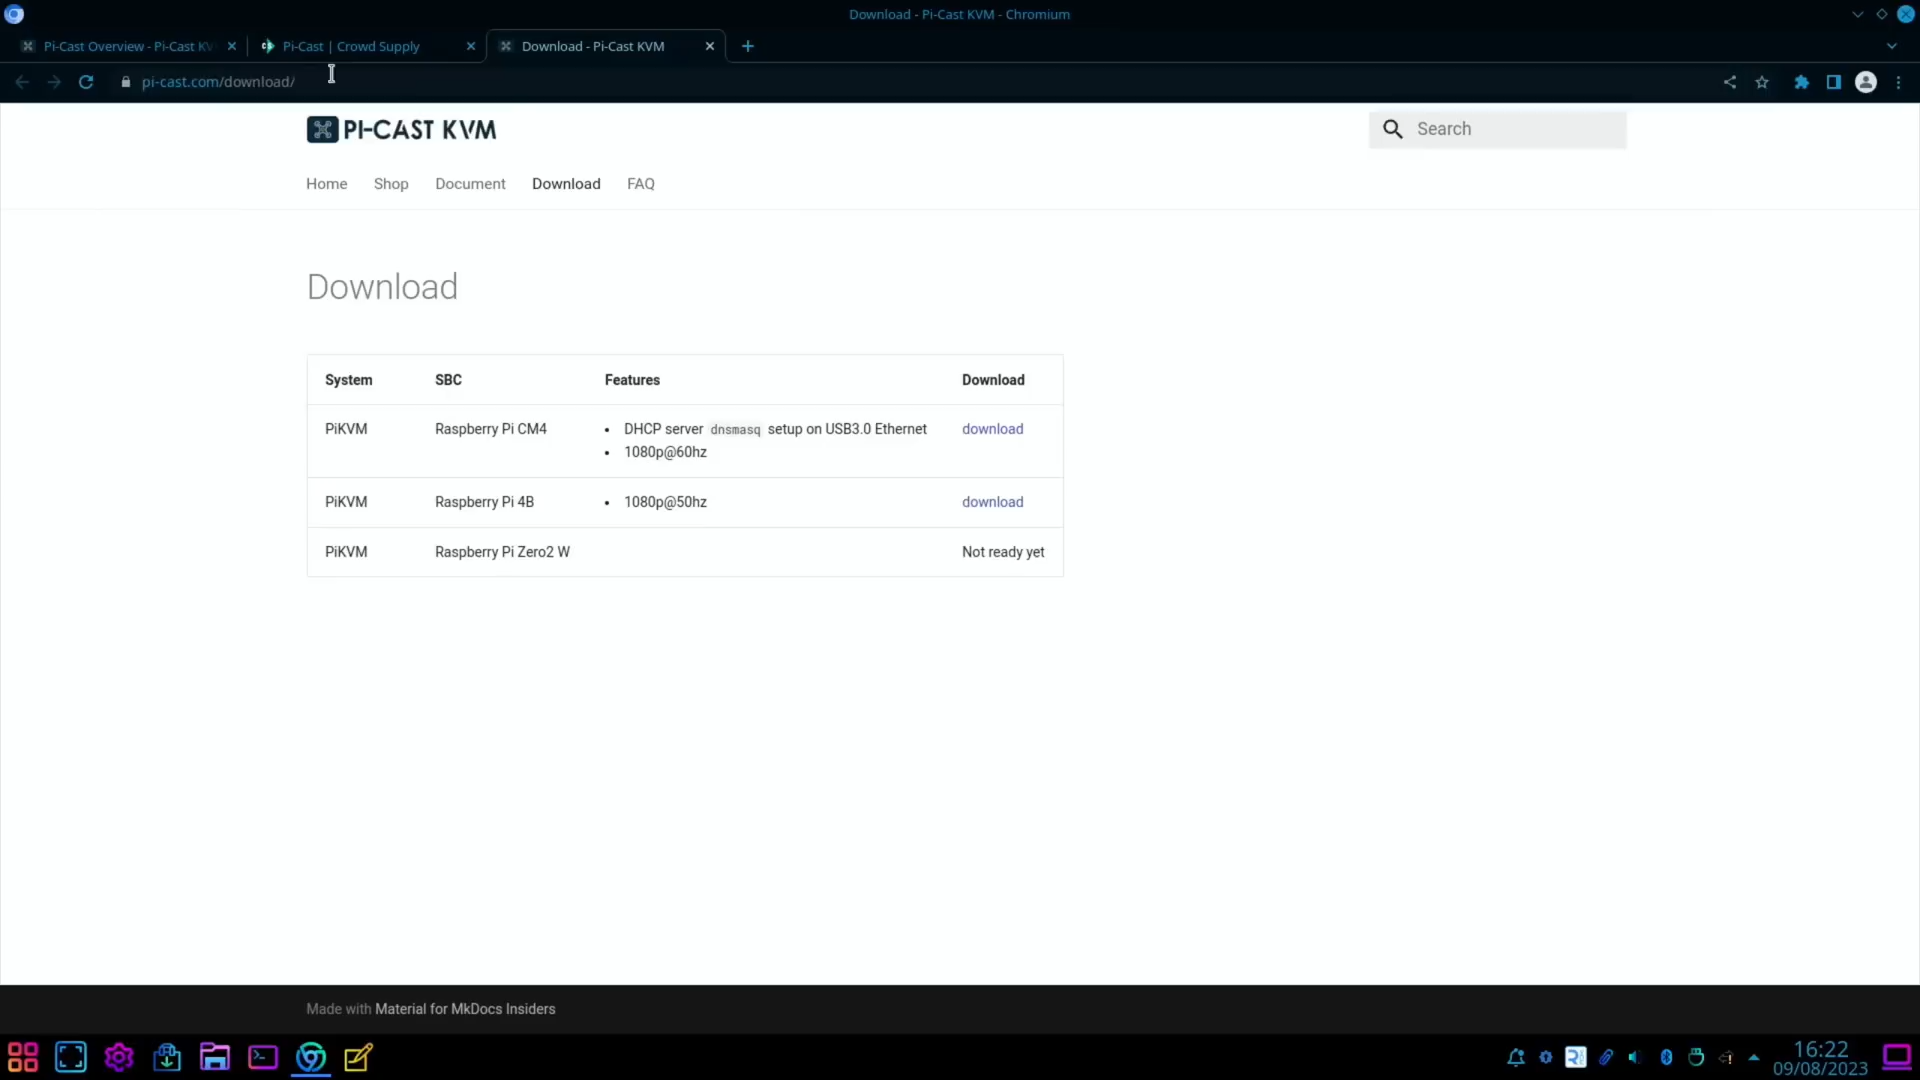 Download - Pi-Cast KVM - Chromium
Pi-Cast Overview - Pi-Cast KV
Pi-Cast | Crowd Supply
Download - Pi-Cast KVM
pi-cast.com/download/
PI-CAST KVM
Search
Home Shop Document Download FAQ
Download
System SBC Features Download
PiKVM Raspberry Pi CM4 • DHCP server dnsmasq setup on USB3.0 Ethernet download
• 1080p@60hz
PiKVM Raspberry Pi 4B • 1080p@50hz download
PiKVM Raspberry Pi Zero2 W Not ready yet
Made with Material for MkDocs Insiders
16:22
09/08/2023